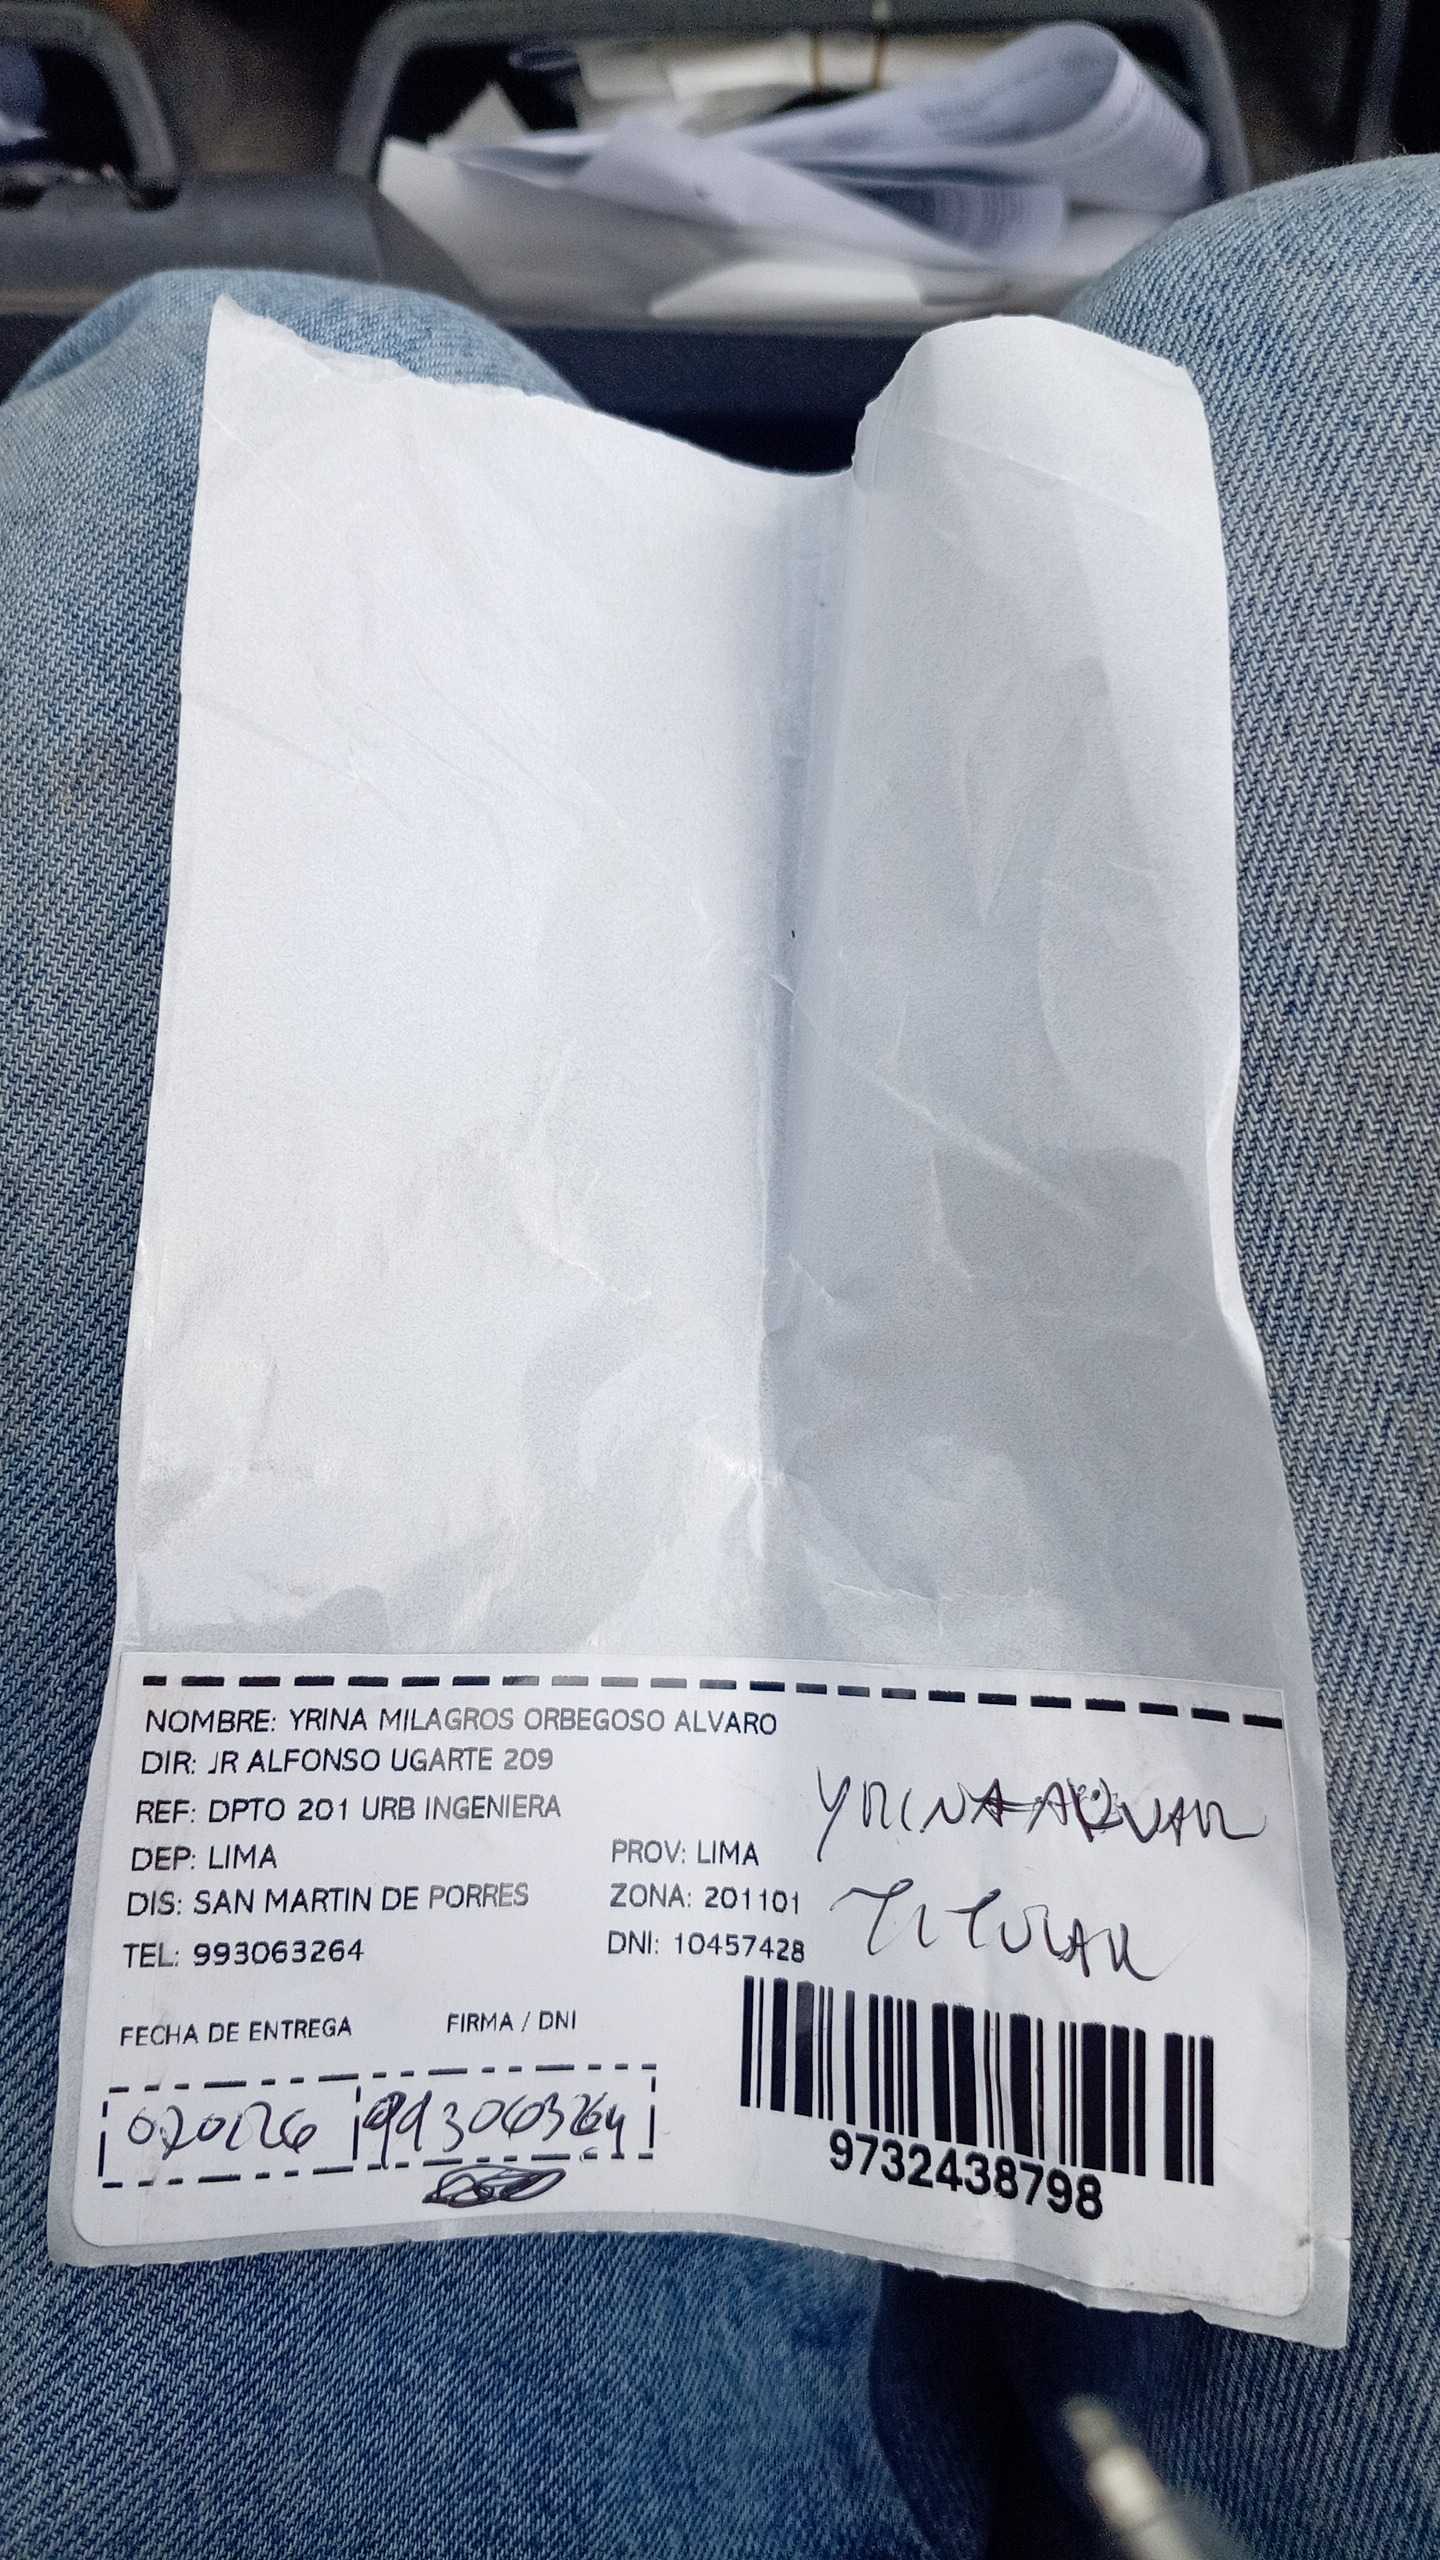 NOMBRE: YRINA MILAGROS ORBEGOSO ALVARO
DIR: JR ALFONSO UGARTE 209
REF: DPTO 201 URB INGENIERA
DEP: LIMA PROV: LIMA
DIS: SAN MARTIN DE PORRES ZONA: 201101
TEL: 993063264 DNI: 10457428
YRINA
TITULAR
FECHA DE ENTREGA FIRMA / DNI
020126 993063264
9732438798